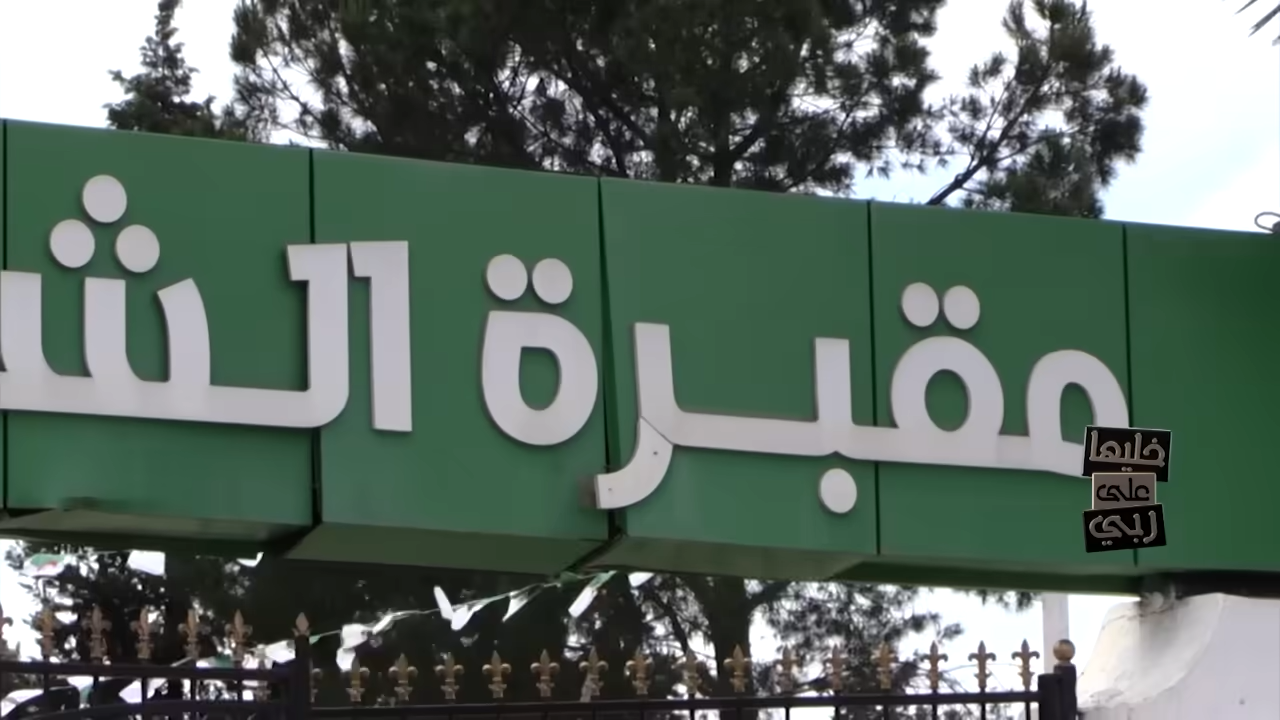 مقبرة الش
خليها
على
ربي